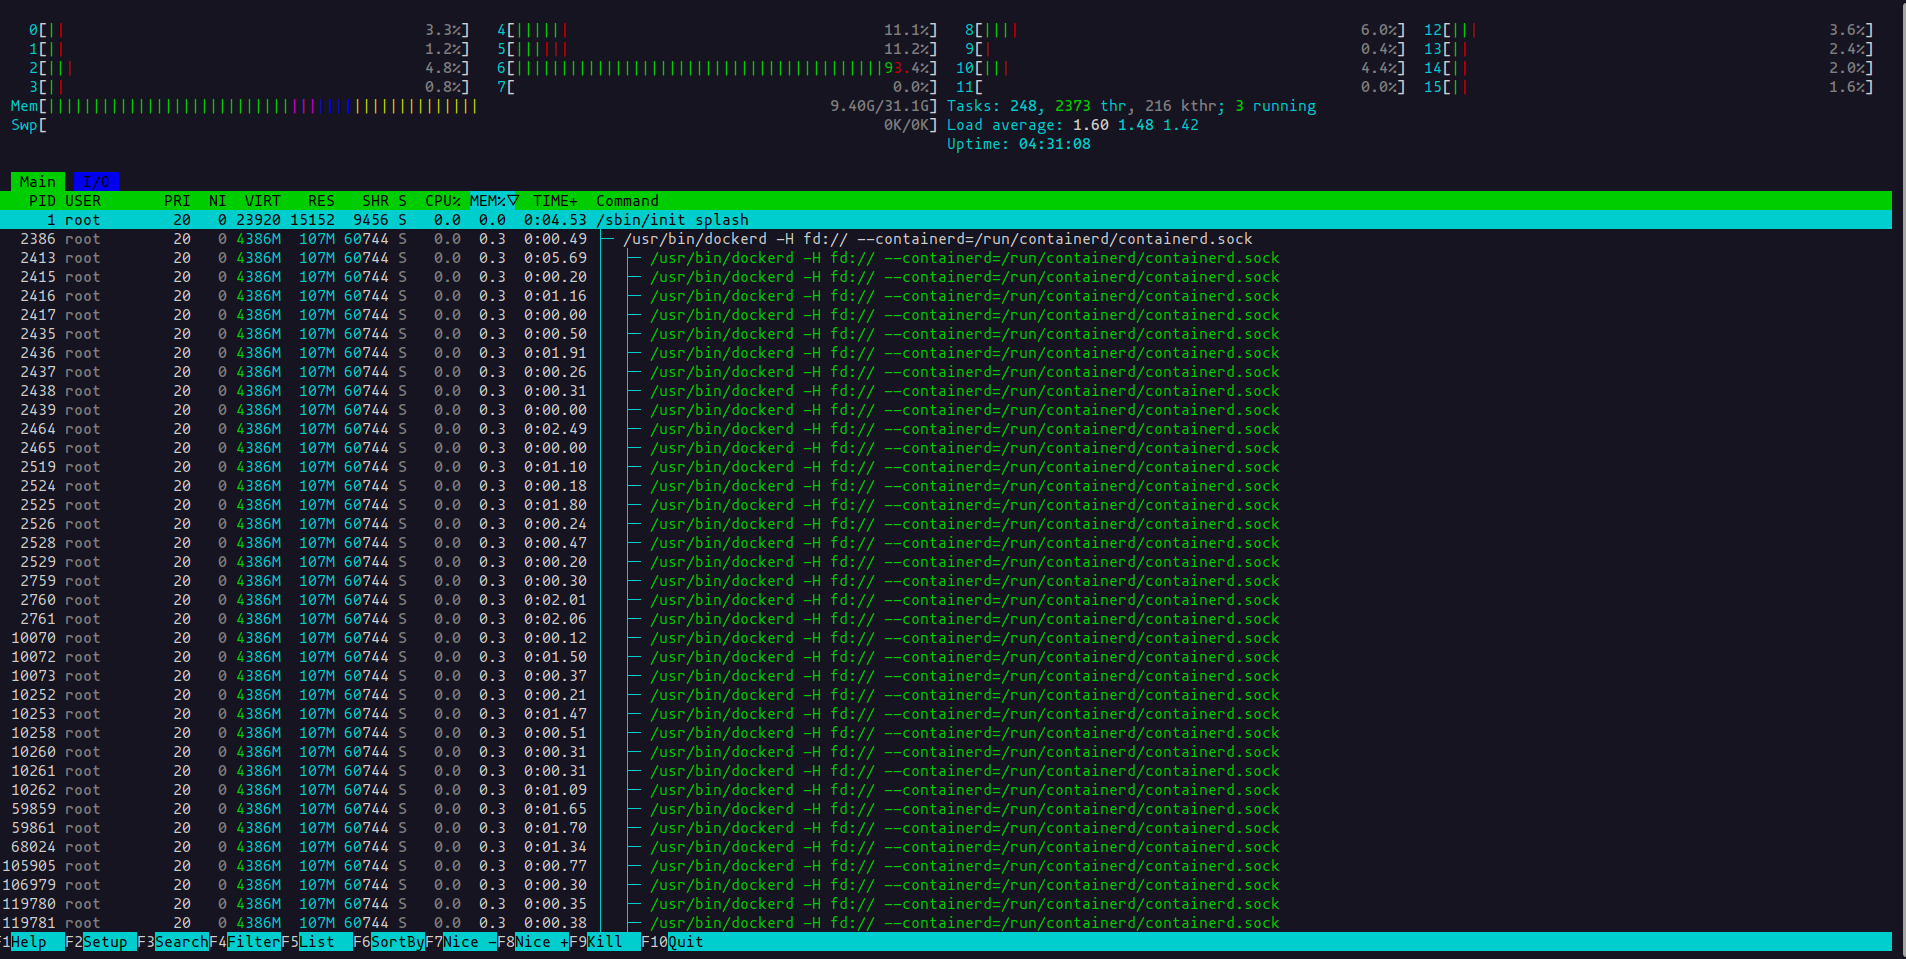 0[|| 3.3%] 4[|||||| 11.1%] 8[|||| 6.0%] 12[||| 3.6%]
1[|| 1.2%] 5[|||||| 11.2%] 9[| 0.4%] 13[|| 2.4%]
2[||| 4.8%] 6[|||||||||||||||||||||||||||||||||||||||||93.4%] 10[||| 4.4%] 14[|| 2.0%]
3[|| 0.8%] 7[ 0.0%] 11[ 0.0%] 15[|| 1.6%]
Mem[|||||||||||||||||||||||||||||||||||||||||||||||| 9.40G/31.1G] Tasks: 248, 2373 thr, 216 kthr; 3 running
Swp[ 0K/0K] Load average: 1.60 1.48 1.42
Uptime: 04:31:08
Main I/O
PID USER PRI NI VIRT RES SHR S CPU% MEM%▽ TIME+ Command
1 root 20 0 23920 15152 9456 S 0.0 0.0 0:04.53 /sbin/init splash
2386 root 20 0 4386M 107M 60744 S 0.0 0.3 0:00.49 /usr/bin/dockerd -H fd:// --containerd=/run/containerd/containerd.sock
2413 root 20 0 4386M 107M 60744 S 0.0 0.3 0:05.69 /usr/bin/dockerd -H fd:// --containerd=/run/containerd/containerd.sock
2415 root 20 0 4386M 107M 60744 S 0.0 0.3 0:00.20 /usr/bin/dockerd -H fd:// --containerd=/run/containerd/containerd.sock
2416 root 20 0 4386M 107M 60744 S 0.0 0.3 0:01.16 /usr/bin/dockerd -H fd:// --containerd=/run/containerd/containerd.sock
2417 root 20 0 4386M 107M 60744 S 0.0 0.3 0:00.00 /usr/bin/dockerd -H fd:// --containerd=/run/containerd/containerd.sock
2435 root 20 0 4386M 107M 60744 S 0.0 0.3 0:00.50 /usr/bin/dockerd -H fd:// --containerd=/run/containerd/containerd.sock
2436 root 20 0 4386M 107M 60744 S 0.0 0.3 0:01.91 /usr/bin/dockerd -H fd:// --containerd=/run/containerd/containerd.sock
2437 root 20 0 4386M 107M 60744 S 0.0 0.3 0:00.26 /usr/bin/dockerd -H fd:// --containerd=/run/containerd/containerd.sock
2438 root 20 0 4386M 107M 60744 S 0.0 0.3 0:00.31 /usr/bin/dockerd -H fd:// --containerd=/run/containerd/containerd.sock
2439 root 20 0 4386M 107M 60744 S 0.0 0.3 0:00.00 /usr/bin/dockerd -H fd:// --containerd=/run/containerd/containerd.sock
2464 root 20 0 4386M 107M 60744 S 0.0 0.3 0:02.49 /usr/bin/dockerd -H fd:// --containerd=/run/containerd/containerd.sock
2465 root 20 0 4386M 107M 60744 S 0.0 0.3 0:00.00 /usr/bin/dockerd -H fd:// --containerd=/run/containerd/containerd.sock
2519 root 20 0 4386M 107M 60744 S 0.0 0.3 0:01.10 /usr/bin/dockerd -H fd:// --containerd=/run/containerd/containerd.sock
2524 root 20 0 4386M 107M 60744 S 0.0 0.3 0:00.18 /usr/bin/dockerd -H fd:// --containerd=/run/containerd/containerd.sock
2525 root 20 0 4386M 107M 60744 S 0.0 0.3 0:01.80 /usr/bin/dockerd -H fd:// --containerd=/run/containerd/containerd.sock
2526 root 20 0 4386M 107M 60744 S 0.0 0.3 0:00.24 /usr/bin/dockerd -H fd:// --containerd=/run/containerd/containerd.sock
2528 root 20 0 4386M 107M 60744 S 0.0 0.3 0:00.47 /usr/bin/dockerd -H fd:// --containerd=/run/containerd/containerd.sock
2529 root 20 0 4386M 107M 60744 S 0.0 0.3 0:00.20 /usr/bin/dockerd -H fd:// --containerd=/run/containerd/containerd.sock
2759 root 20 0 4386M 107M 60744 S 0.0 0.3 0:00.30 /usr/bin/dockerd -H fd:// --containerd=/run/containerd/containerd.sock
2760 root 20 0 4386M 107M 60744 S 0.0 0.3 0:02.01 /usr/bin/dockerd -H fd:// --containerd=/run/containerd/containerd.sock
2761 root 20 0 4386M 107M 60744 S 0.0 0.3 0:02.06 /usr/bin/dockerd -H fd:// --containerd=/run/containerd/containerd.sock
10070 root 20 0 4386M 107M 60744 S 0.0 0.3 0:00.12 /usr/bin/dockerd -H fd:// --containerd=/run/containerd/containerd.sock
10072 root 20 0 4386M 107M 60744 S 0.0 0.3 0:01.50 /usr/bin/dockerd -H fd:// --containerd=/run/containerd/containerd.sock
10073 root 20 0 4386M 107M 60744 S 0.0 0.3 0:00.37 /usr/bin/dockerd -H fd:// --containerd=/run/containerd/containerd.sock
10252 root 20 0 4386M 107M 60744 S 0.0 0.3 0:00.21 /usr/bin/dockerd -H fd:// --containerd=/run/containerd/containerd.sock
10253 root 20 0 4386M 107M 60744 S 0.0 0.3 0:01.47 /usr/bin/dockerd -H fd:// --containerd=/run/containerd/containerd.sock
10258 root 20 0 4386M 107M 60744 S 0.0 0.3 0:00.51 /usr/bin/dockerd -H fd:// --containerd=/run/containerd/containerd.sock
10260 root 20 0 4386M 107M 60744 S 0.0 0.3 0:00.31 /usr/bin/dockerd -H fd:// --containerd=/run/containerd/containerd.sock
10261 root 20 0 4386M 107M 60744 S 0.0 0.3 0:00.31 /usr/bin/dockerd -H fd:// --containerd=/run/containerd/containerd.sock
10262 root 20 0 4386M 107M 60744 S 0.0 0.3 0:01.09 /usr/bin/dockerd -H fd:// --containerd=/run/containerd/containerd.sock
59859 root 20 0 4386M 107M 60744 S 0.0 0.3 0:01.65 /usr/bin/dockerd -H fd:// --containerd=/run/containerd/containerd.sock
59861 root 20 0 4386M 107M 60744 S 0.0 0.3 0:01.70 /usr/bin/dockerd -H fd:// --containerd=/run/containerd/containerd.sock
68024 root 20 0 4386M 107M 60744 S 0.0 0.3 0:01.34 /usr/bin/dockerd -H fd:// --containerd=/run/containerd/containerd.sock
105905 root 20 0 4386M 107M 60744 S 0.0 0.3 0:00.77 /usr/bin/dockerd -H fd:// --containerd=/run/containerd/containerd.sock
106979 root 20 0 4386M 107M 60744 S 0.0 0.3 0:00.30 /usr/bin/dockerd -H fd:// --containerd=/run/containerd/containerd.sock
119780 root 20 0 4386M 107M 60744 S 0.0 0.3 0:00.35 /usr/bin/dockerd -H fd:// --containerd=/run/containerd/containerd.sock
119781 root 20 0 4386M 107M 60744 S 0.0 0.3 0:00.38 /usr/bin/dockerd -H fd:// --containerd=/run/containerd/containerd.sock
F1Help F2Setup F3SearchF4FilterF5List F6SortByF7Nice -F8Nice +F9Kill F10Quit